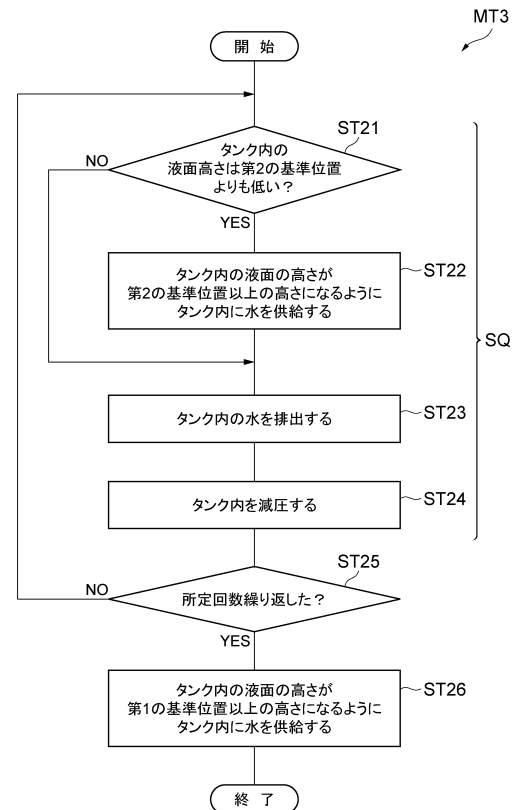 MT3
開 始
ST21
タンク内の
液面高さは第2の基準位置
よりも低い？
NO
YES
タンク内の液面の高さが
第2の基準位置以上の高さになるように
タンク内に水を供給する
ST22
SQ
タンク内の水を排出する
ST23
タンク内を減圧する
ST24
ST25
所定回数繰り返した？
NO
YES
タンク内の液面の高さが
第1の基準位置以上の高さになるように
タンク内に水を供給する
ST26
終 了